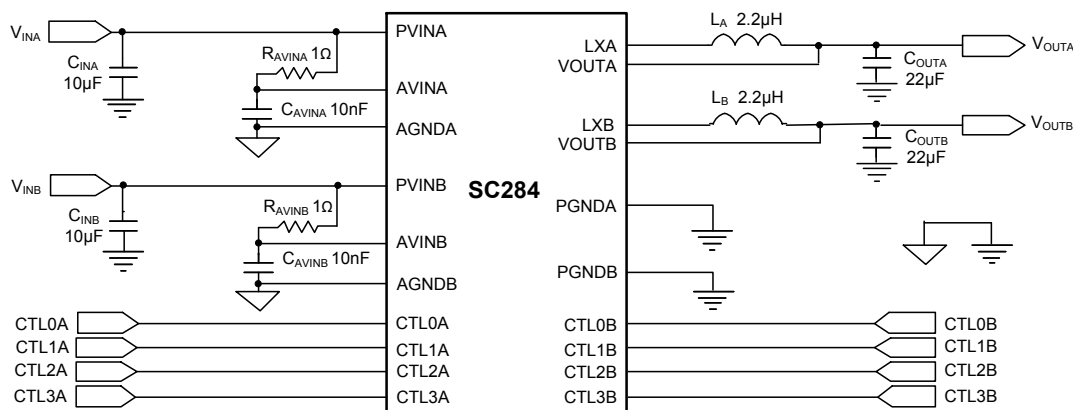 VINA
CINA
10µF
RAVINA 1Ω
CAVINA 10nF
PVINA
AVINA
AGNDA
VINB
CINB
10µF
RAVINB 1Ω
CAVINB 10nF
PVINB
AVINB
AGNDB
CTL0A
CTL1A
CTL2A
CTL3A
CTL0A
CTL1A
CTL2A
CTL3A
SC284
LXA
VOUTA
LXB
VOUTB
PGNDA
PGNDB
CTL0B
CTL1B
CTL2B
CTL3B
LA 2.2µH
COUTA
22µF
VOUTA
LB 2.2µH
COUTB
22µF
VOUTB
CTL0B
CTL1B
CTL2B
CTL3B